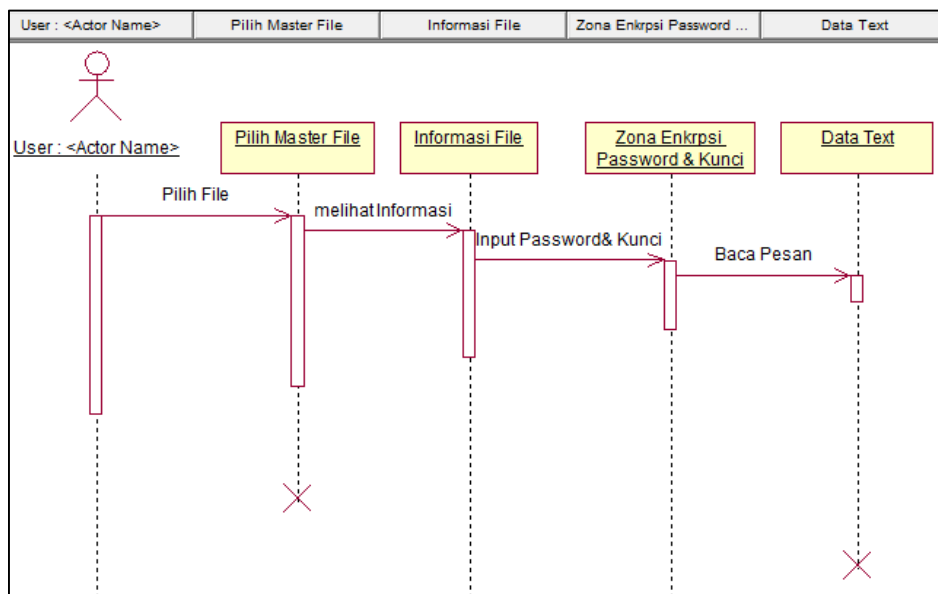 User : <Actor Name>
Pilih Master File
Informasi File
Zona Enkrpsi Password ...
Data Text
User : <Actor Name>
Pilih Master File
Informasi File
Zona Enkrpsi
Password & Kunci
Data Text
Pilih File
melihat Informasi
Input Password& Kunci
Baca Pesan